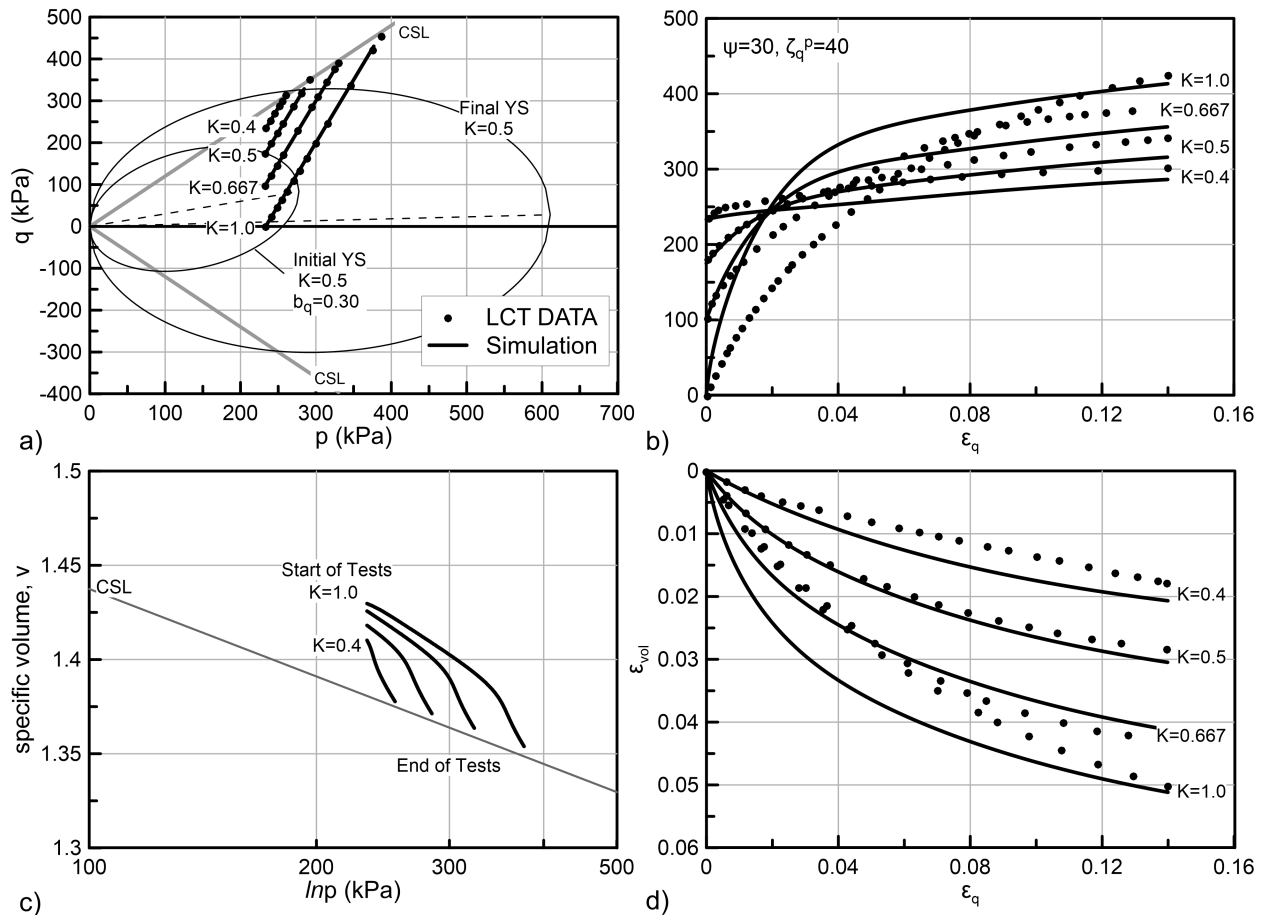 500
400
300
200
100
0
-100
-200
-300
-400
q (kPa)
CSL
Final YS
K=0.5
K=0.4
K=0.5
K=0.667
K=1.0
Initial YS
K=0.5
bq=0.30
LCT DATA
Simulation
CSL
0 100 200 300 400 500 600 700
p (kPa)
a)
500
400
300
200
100
0
ψ=30, ζqᵖ=40
K=1.0
K=0.667
K=0.5
K=0.4
0 0.04 0.08 0.12 0.16
εq
b)
1.5
1.45
1.4
1.35
1.3
specific volume, v
CSL
Start of Tests
K=1.0
K=0.4
End of Tests
100 200 300 500
lnp (kPa)
c)
0
0.01
0.02
0.03
0.04
0.05
0.06
εvol
K=0.4
K=0.5
K=0.667
K=1.0
0 0.04 0.08 0.12 0.16
εq
d)